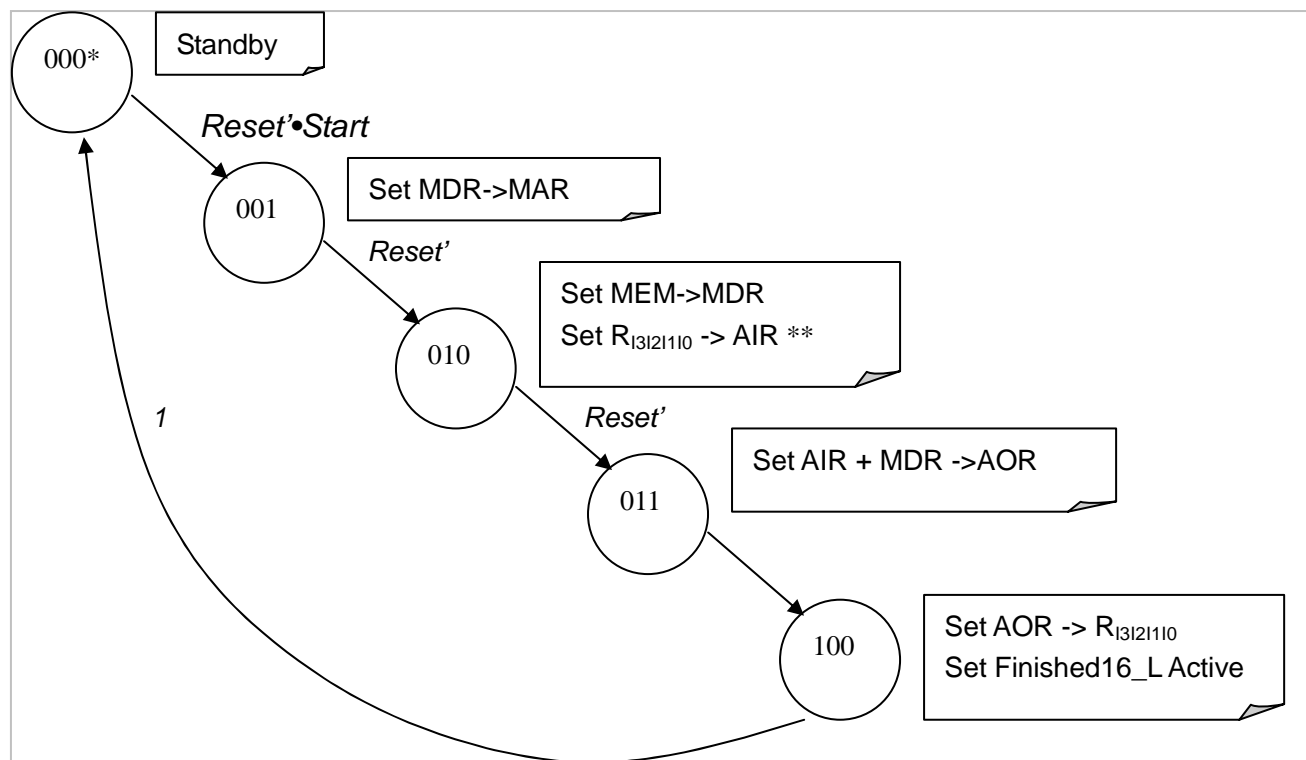 000*
Standby
Reset’•Start
001
Set MDR->MAR
Reset’
010
Set MEM->MDR
Set RI3I2I1I0 -> AIR **
1
Reset’
011
Set AIR + MDR ->AOR
100
Set AOR -> RI3I2I1I0
Set Finished16_L Active